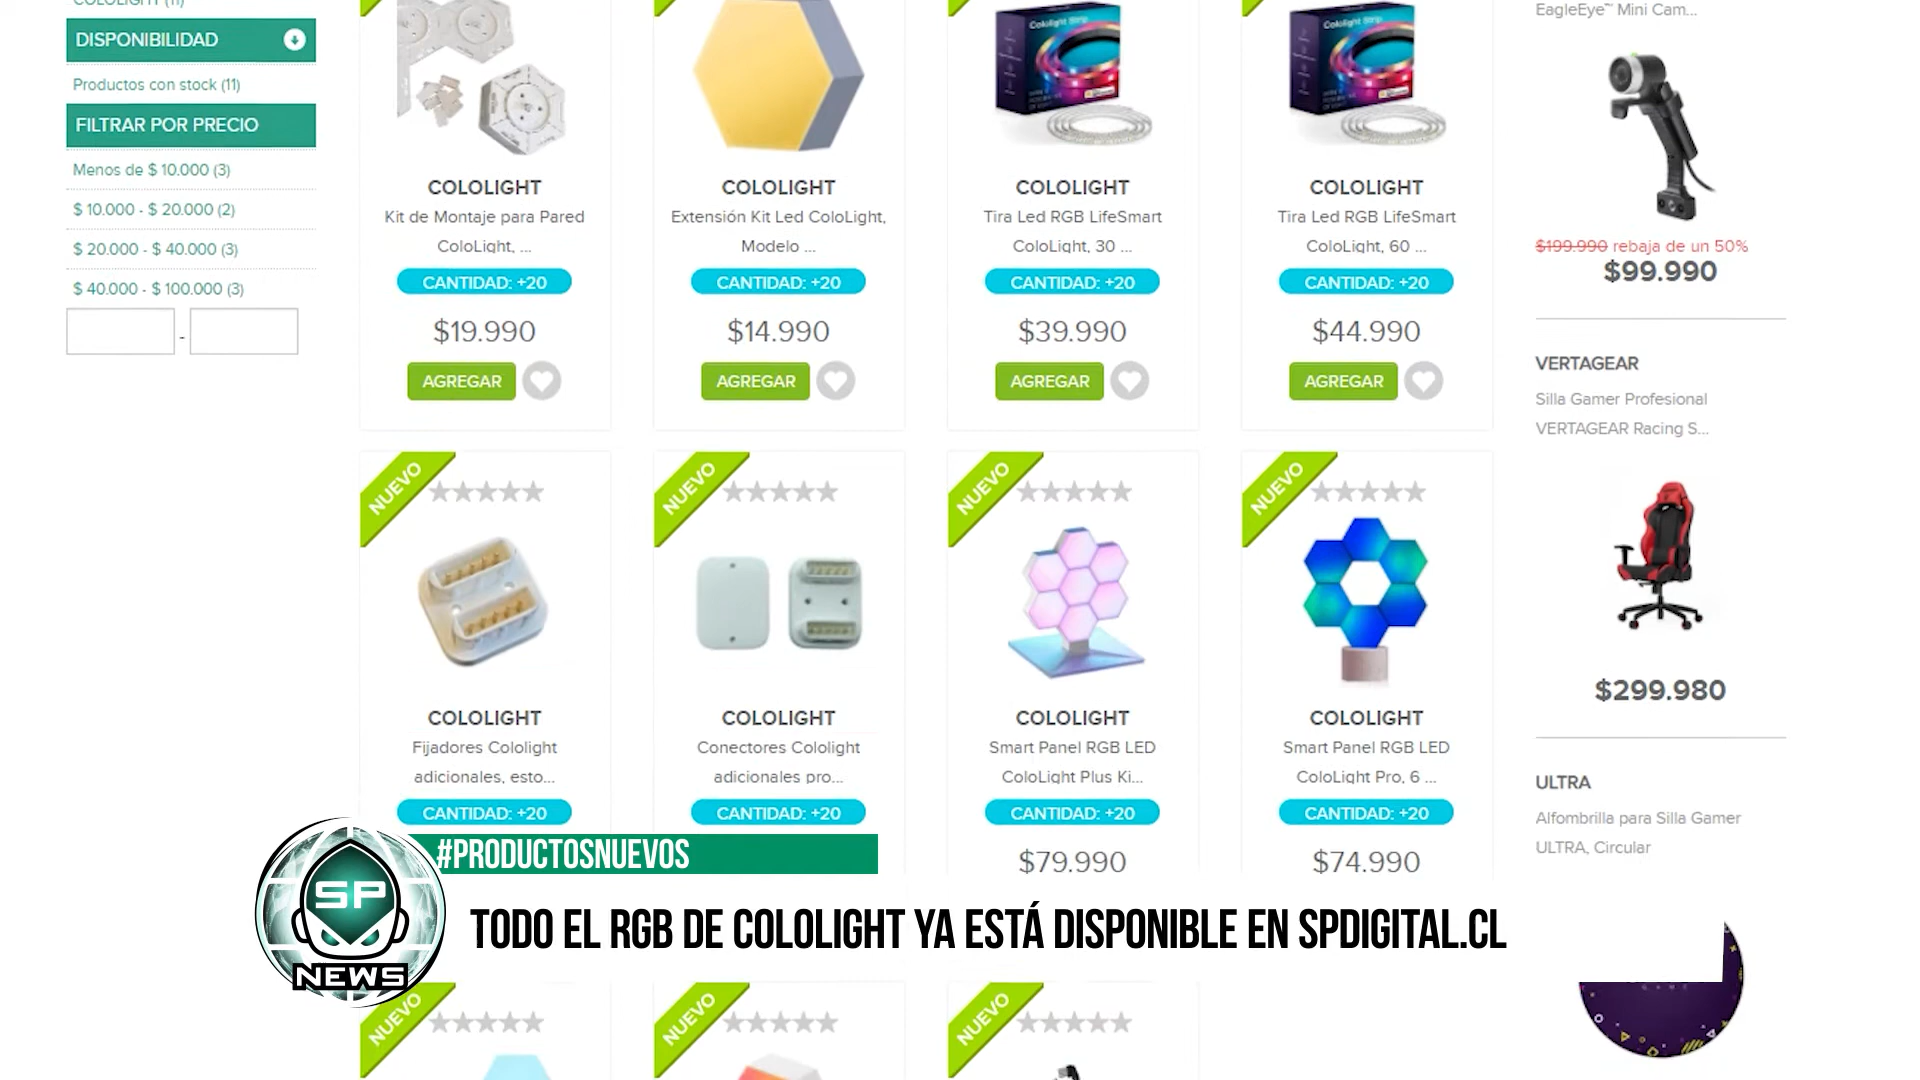 COLOLIGHT (11)
DISPONIBILIDAD
Productos con stock (11)
FILTRAR POR PRECIO
Menos de $ 10.000 (3)
$ 10.000 - $ 20.000 (2)
$ 20.000 - $ 40.000 (3)
$ 40.000 - $ 100.000 (3)
-
COLOLIGHT
Kit de Montaje para Pared
ColoLight, ...
CANTIDAD: +20
$19.990
AGREGAR
COLOLIGHT
Extensión Kit Led ColoLight,
Modelo ...
CANTIDAD: +20
$14.990
AGREGAR
Cololight Strip
COLOLIGHT
Tira Led RGB LifeSmart
ColoLight, 30 ...
CANTIDAD: +20
$39.990
AGREGAR
Cololight Strip
COLOLIGHT
Tira Led RGB LifeSmart
ColoLight, 60 ...
CANTIDAD: +20
$44.990
AGREGAR
NUEVO
COLOLIGHT
Fijadores Cololight
adicionales, esto...
CANTIDAD: +20
NUEVO
COLOLIGHT
Conectores Cololight
adicionales pro...
CANTIDAD: +20
NUEVO
COLOLIGHT
Smart Panel RGB LED
ColoLight Plus Ki...
CANTIDAD: +20
$79.990
NUEVO
COLOLIGHT
Smart Panel RGB LED
ColoLight Pro, 6 ...
CANTIDAD: +20
$74.990
NUEVO
NUEVO
NUEVO
EagleEye™ Mini Cam...
$199.990 rebaja de un 50%
$99.990
VERTAGEAR
Silla Gamer Profesional
VERTAGEAR Racing S...
$299.980
ULTRA
Alfombrilla para Silla Gamer
ULTRA, Circular
SP
NEWS
#PRODUCTOSNUEVOS
TODO EL RGB DE COLOLIGHT YA ESTÁ DISPONIBLE EN SPDIGITAL.CL